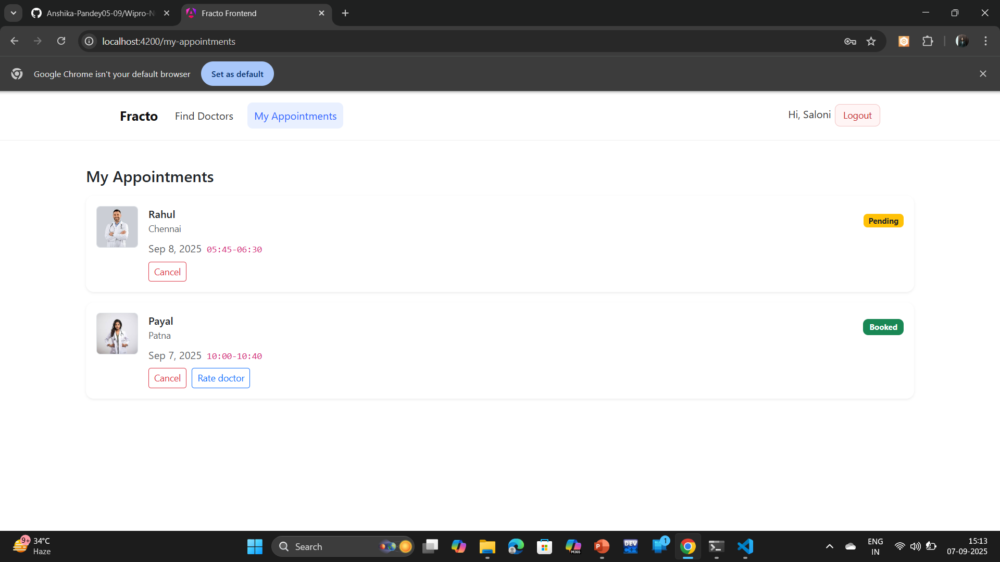 Anshika-Pandey05-09/Wipro-N
Fracto Frontend
localhost:4200/my-appointments
Google Chrome isn't your default browser
Set as default
Fracto
Find Doctors
My Appointments
Hi, Saloni
Logout
My Appointments
Rahul
Chennai
Pending
Sep 8, 2025 05:45-06:30
Cancel
Payal
Patna
Booked
Sep 7, 2025 10:00-10:40
Cancel
Rate doctor
9+
34°C
Haze
Search
M365
P
DEV
1
ENG
IN
15:13
07-09-2025